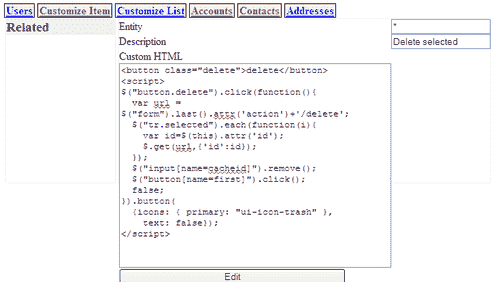 Users Customize Item Customize List Accounts Contacts Addresses
Related
Entity *
Description Delete selected
Custom HTML
<button class="delete">delete</button>
<script>
$("button.delete").click(function(){
var url =
$("form").last().attr('action')+'/delete';
$("tr.selected").each(function(i){
var id=$(this).attr('id');
$.get(url,{'id':id});
});
$("input[name=cacheid]").remove();
$("button[name=first]").click();
false;
}).button(
{icons: { primary: "ui-icon-trash" },
text: false});
</script>
Edit